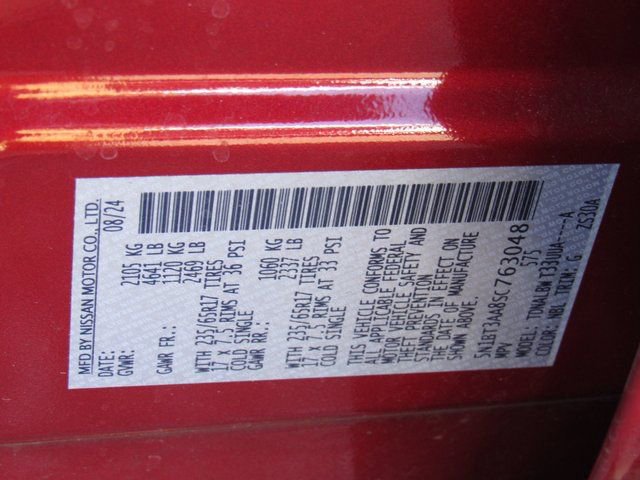 MFD BY NISSAN MOTOR CO., LTD.
DATE: 08/24
GVWR: 2105 KG
4641 LB
GAWR FR.: 1120 KG
2469 LB
WITH 235/65R17 TIRES
17 X 7.5 RIMS AT 36 PSI
COLD SINGLE
GAWR RR.: 1060 KG
2337 LB
WITH 235/65R17 TIRES
17 X 7.5 RIMS AT 33 PSI
COLD SINGLE
THIS VEHICLE CONFORMS TO
ALL APPLICABLE FEDERAL
MOTOR VEHICLE SAFETY AND
THEFT PREVENTION
STANDARDS IN EFFECT ON
THE DATE OF MANUFACTURE
SHOWN ABOVE.
5N1BT3AA8SC763048
MPV 575
MODEL: TDMALBW T33UUA----A
COLOR: NBL TRIM: G ZS30A